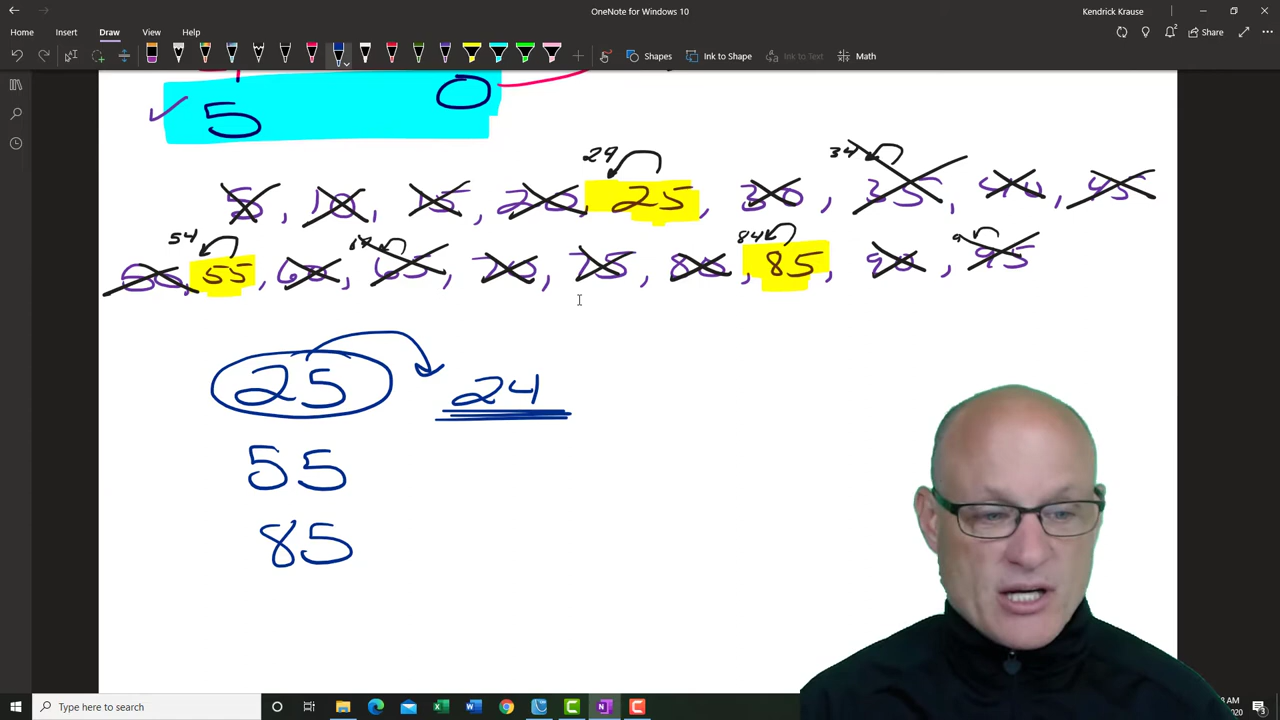 OneNote for Windows 10
Kendrick Krause
Home Insert Draw View Help
Shapes Ink to Shape Ink to Text Math Share
5 0
24 34
5, 10, 15, 20, 25, 30, 35, 40, 45
54 84
50, 55, 60, 65, 70, 75, 80, 85, 90, 95
25 24
55
85
Type here to search